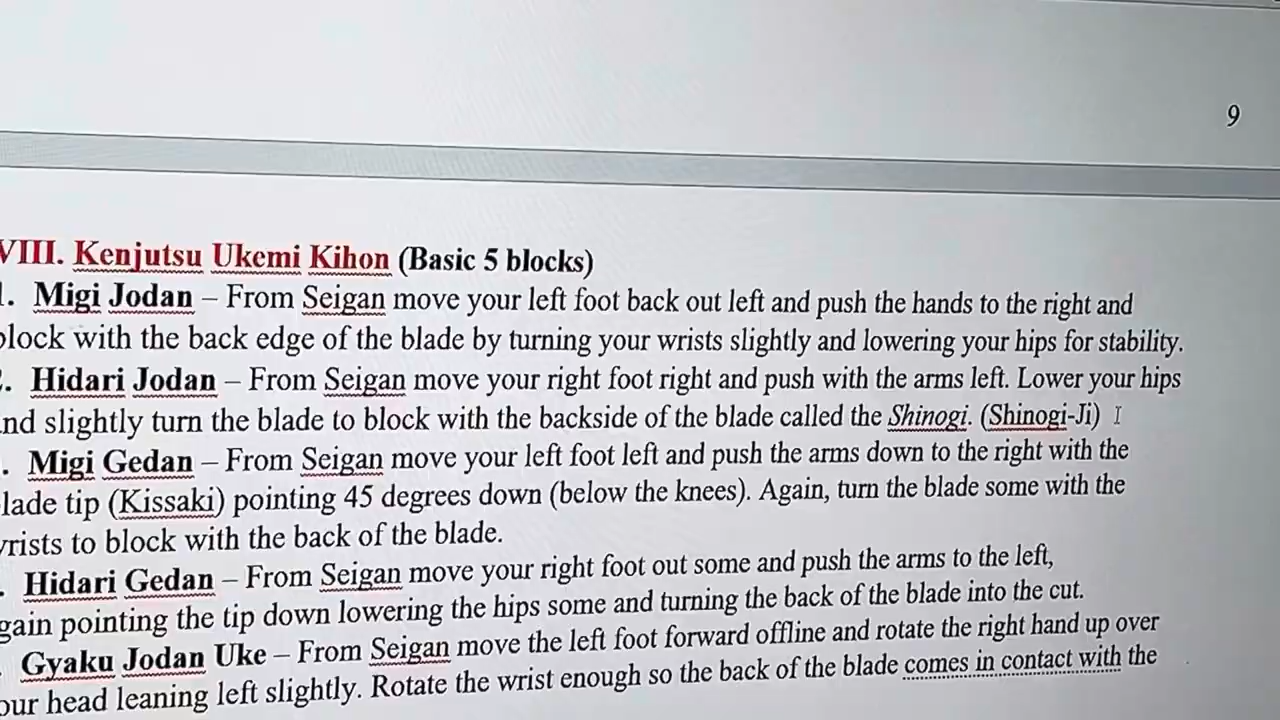 9
VIII. Kenjutsu Ukemi Kihon (Basic 5 blocks)
. Migi Jodan – From Seigan move your left foot back out left and push the hands to the right and
lock with the back edge of the blade by turning your wrists slightly and lowering your hips for stability.
. Hidari Jodan – From Seigan move your right foot right and push with the arms left. Lower your hips
nd slightly turn the blade to block with the backside of the blade called the Shinogi. (Shinogi-Ji)
. Migi Gedan – From Seigan move your left foot left and push the arms down to the right with the
lade tip (Kissaki) pointing 45 degrees down (below the knees). Again, turn the blade some with the
rists to block with the back of the blade.
. Hidari Gedan – From Seigan move your right foot out some and push the arms to the left,
gain pointing the tip down lowering the hips some and turning the back of the blade into the cut.
Gyaku Jodan Uke – From Seigan move the left foot forward offline and rotate the right hand up over
our head leaning left slightly. Rotate the wrist enough so the back of the blade comes in contact with the